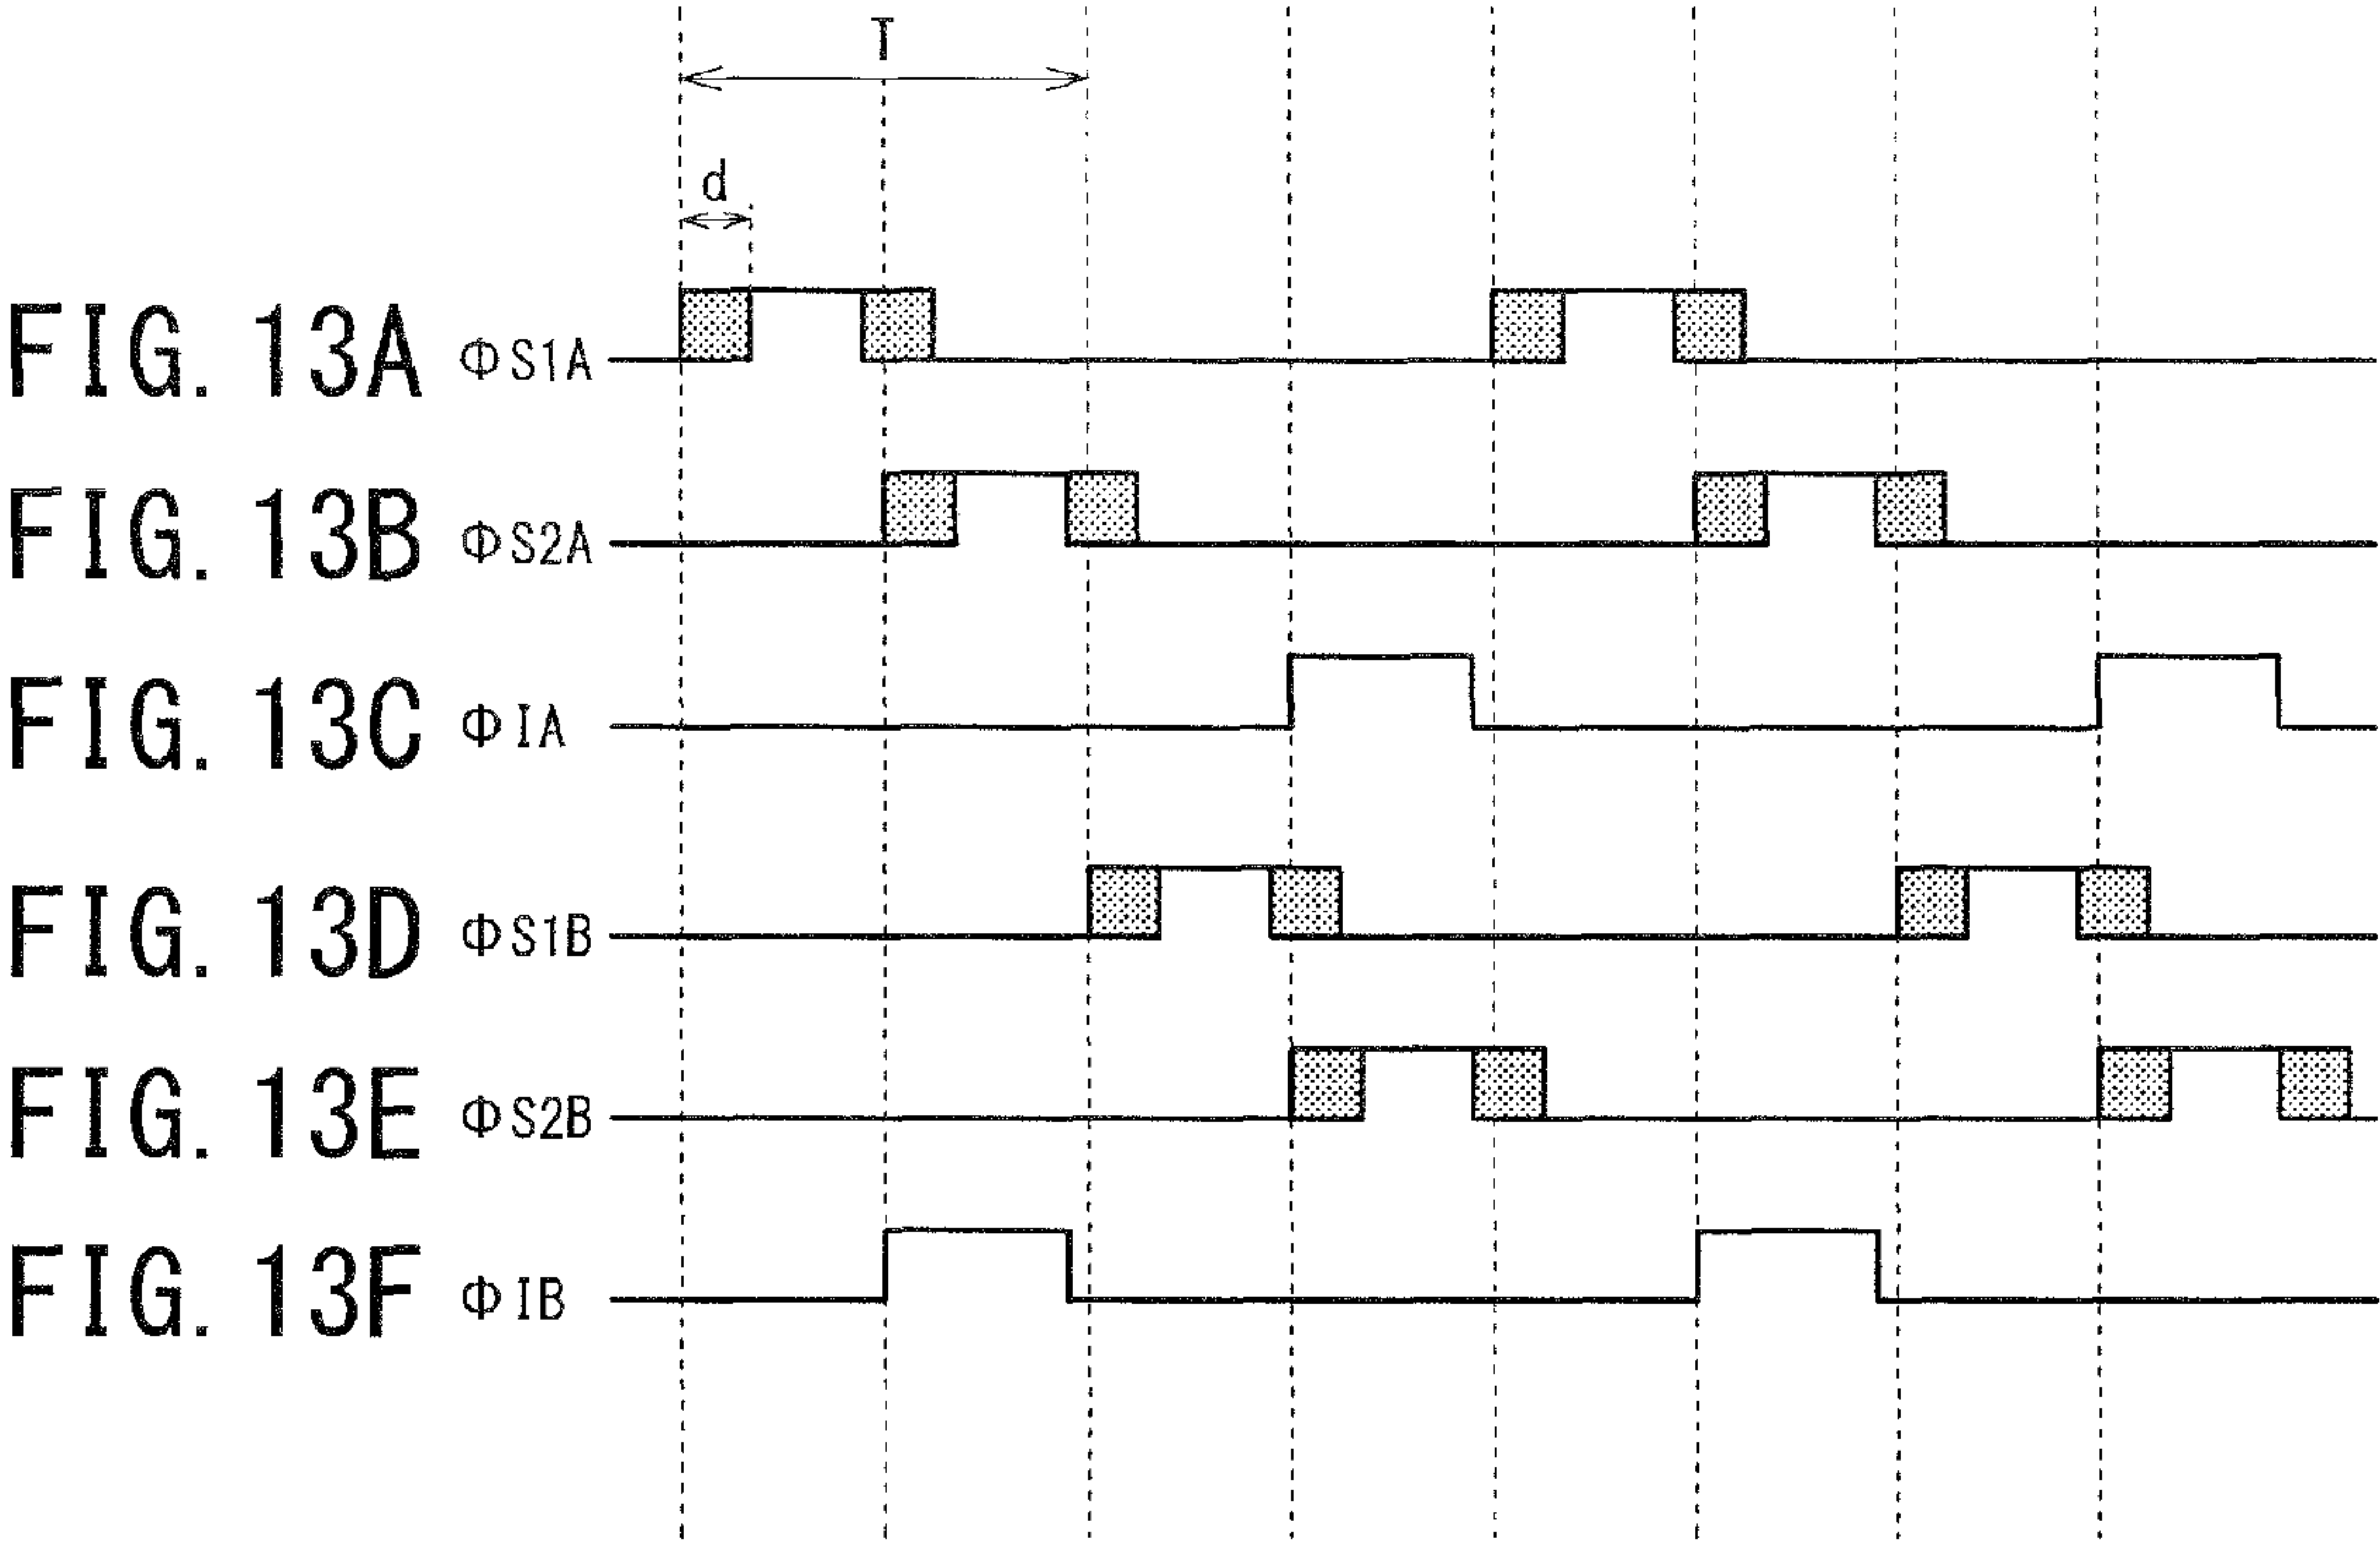 T
d
FIG. 13A ΦS1A
FIG. 13B ΦS2A
FIG. 13C ΦIA
FIG. 13D ΦS1B
FIG. 13E ΦS2B
FIG. 13F ΦIB